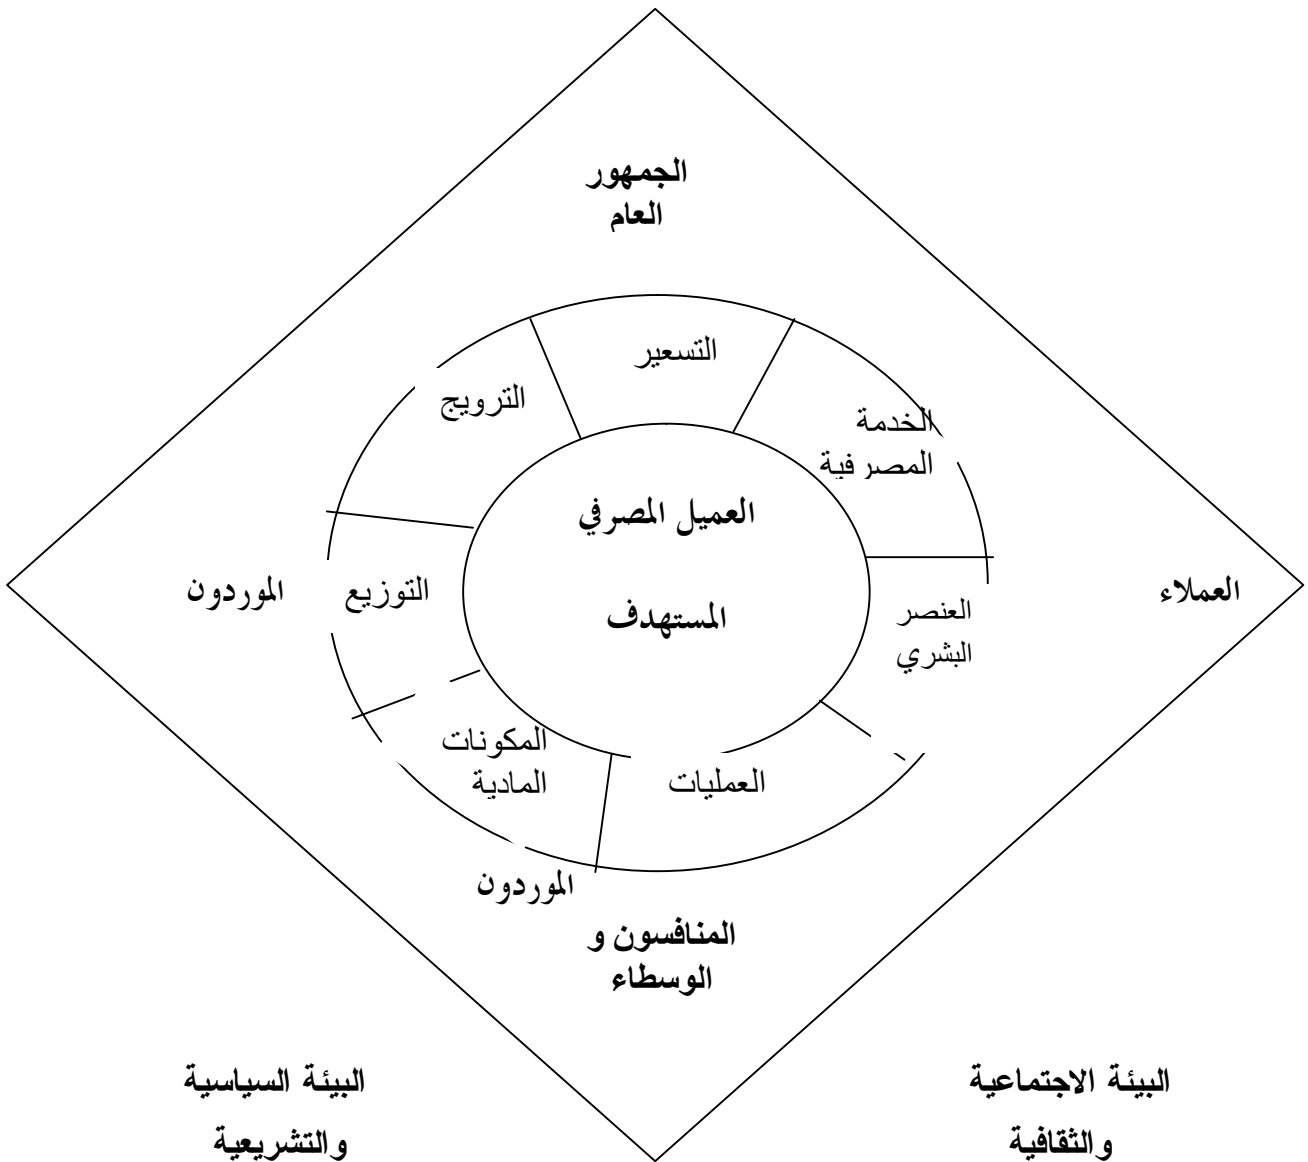 الجمهور
العام
التسعير
الترويج
الخدمة
المصرفية
العميل المصرفي
المستهدف
العملاء
الموردون
التوزيع
العنصر
البشري
المكونات
المادية
العمليات
الموردون
المنافسون و
الوسطاء
البيئة الاجتماعية
والثقافية
البيئة السياسية
والتشريعية